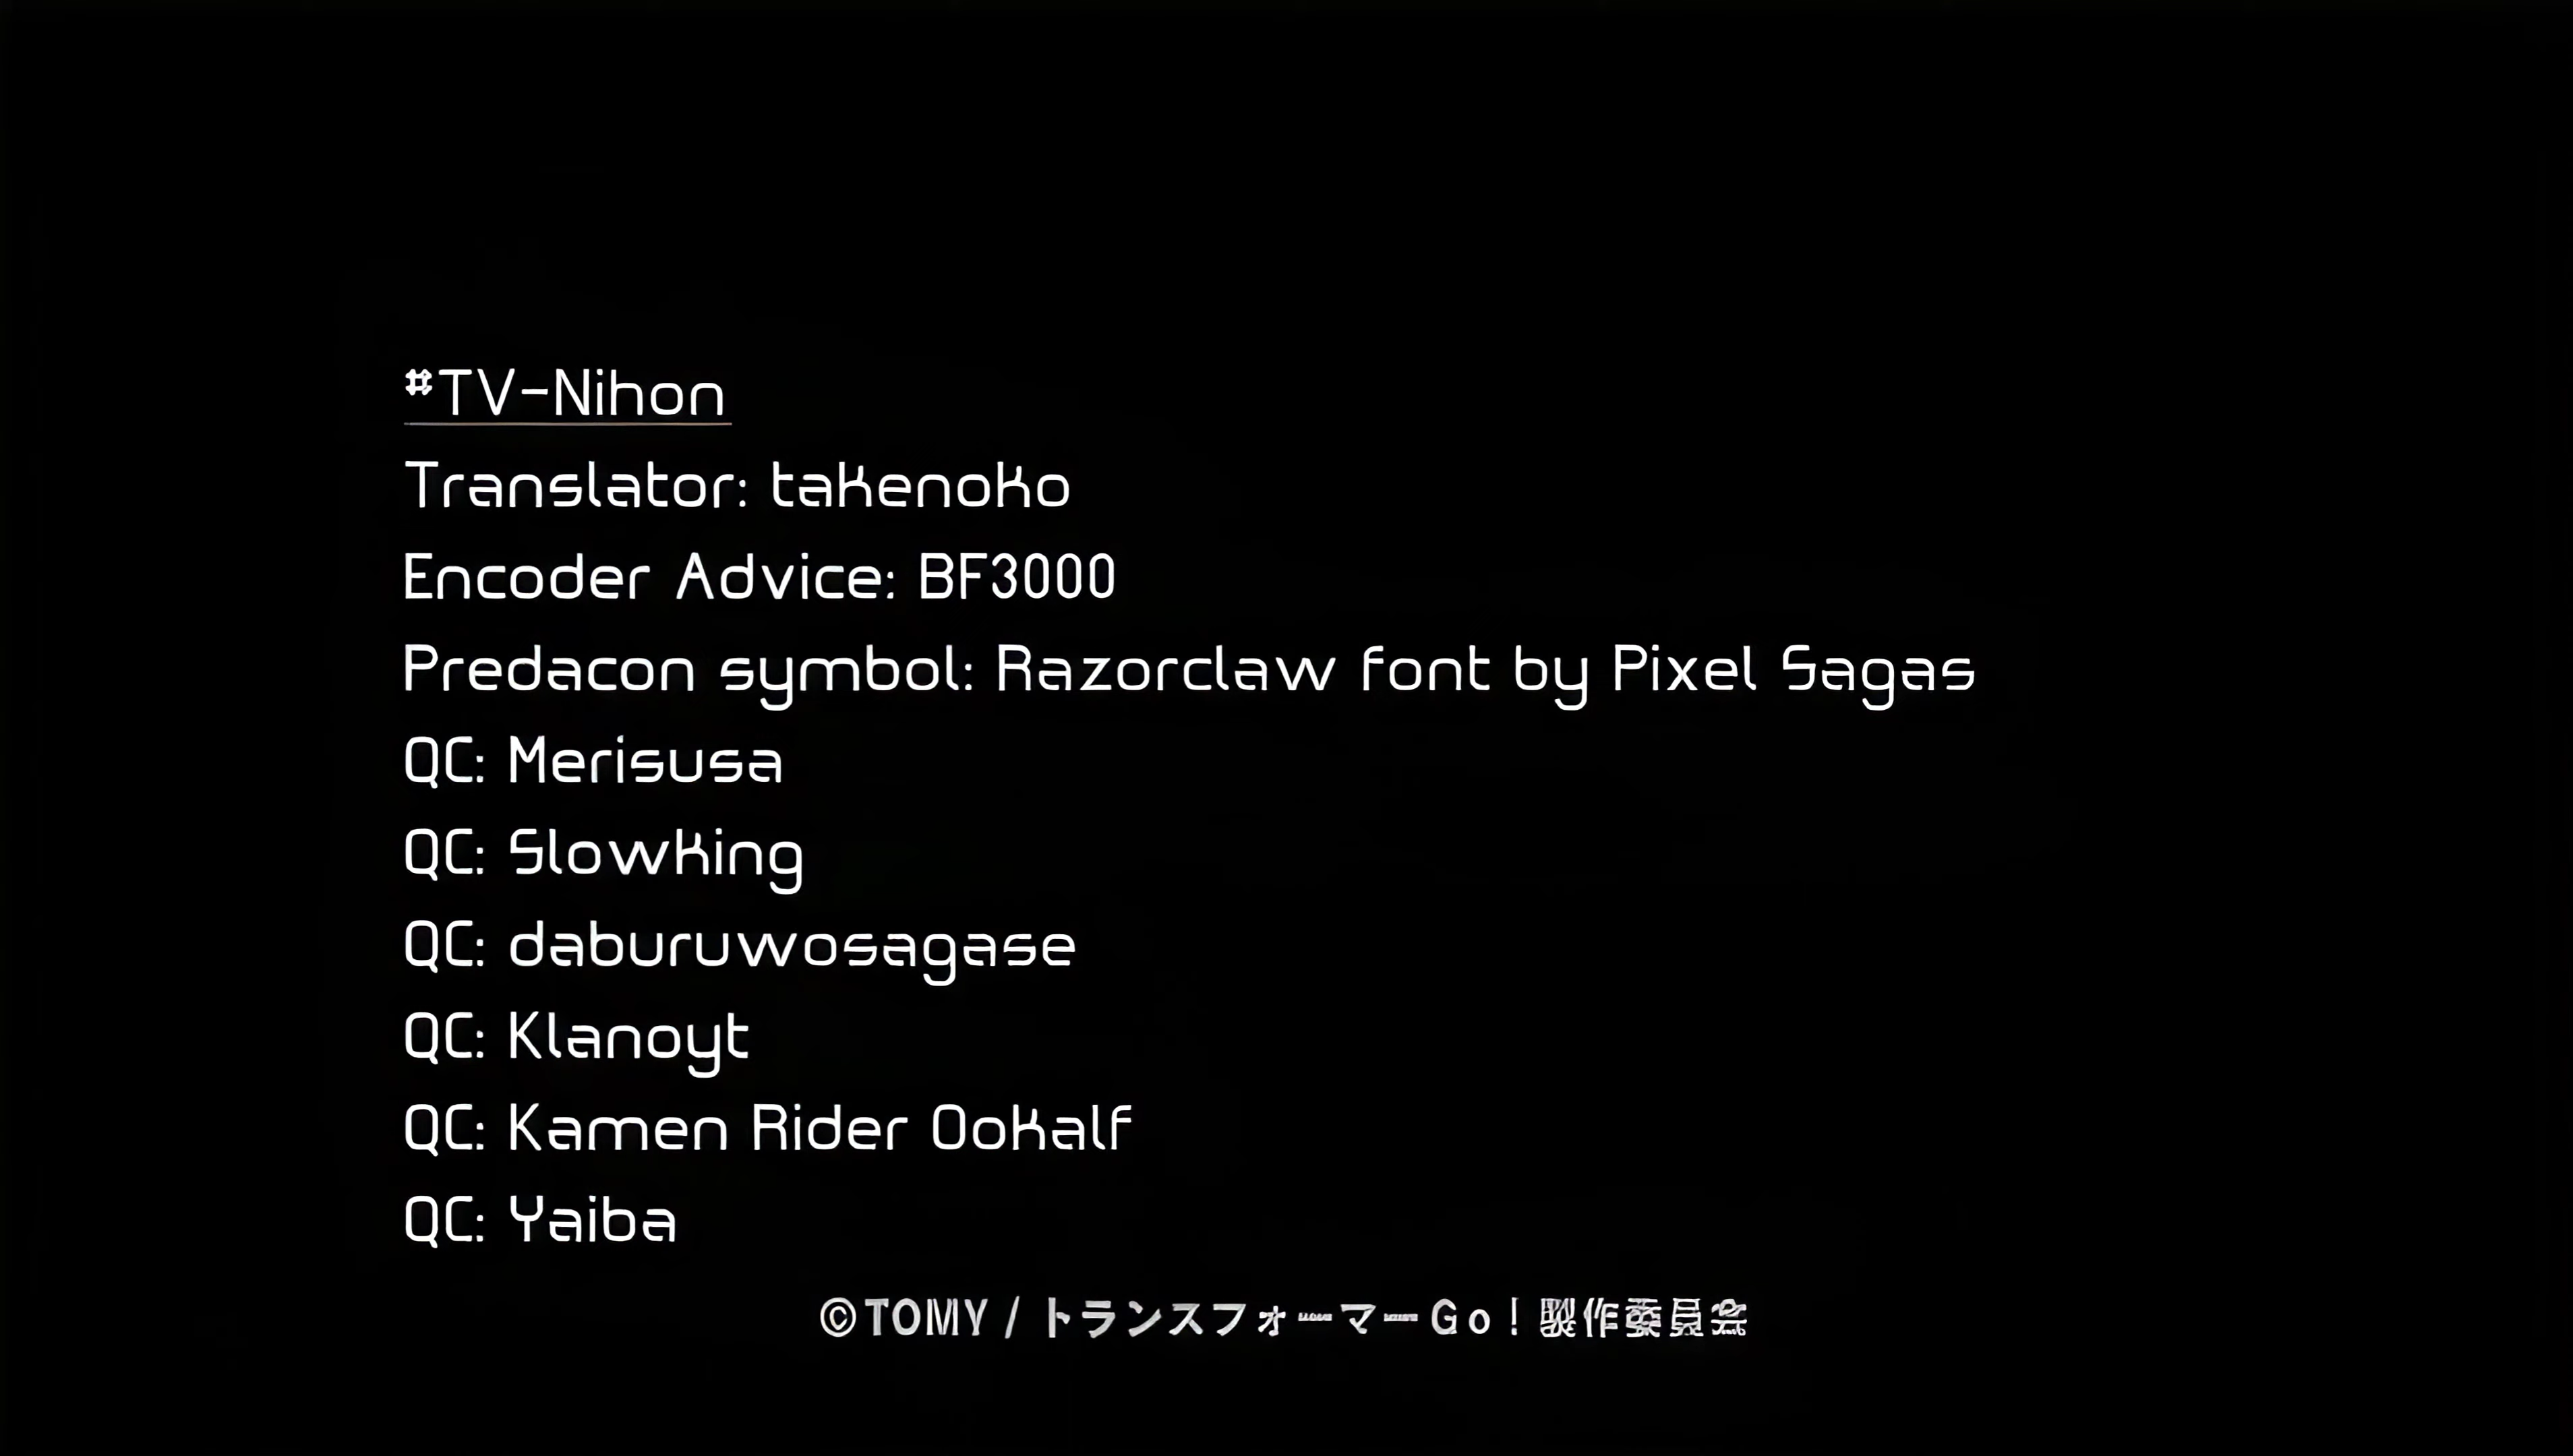 #TV-Nihon
Translator: takenoko
Encoder Advice: BF3000
Predacon symbol: Razorclaw font by Pixel Sagas
QC: Merisusa
QC: Slowking
QC: daburuwosagase
QC: Klanoyt
QC: Kamen Rider Ookalf
QC: Yaiba
©TOMY / トランスフォーマーGo！製作委員会